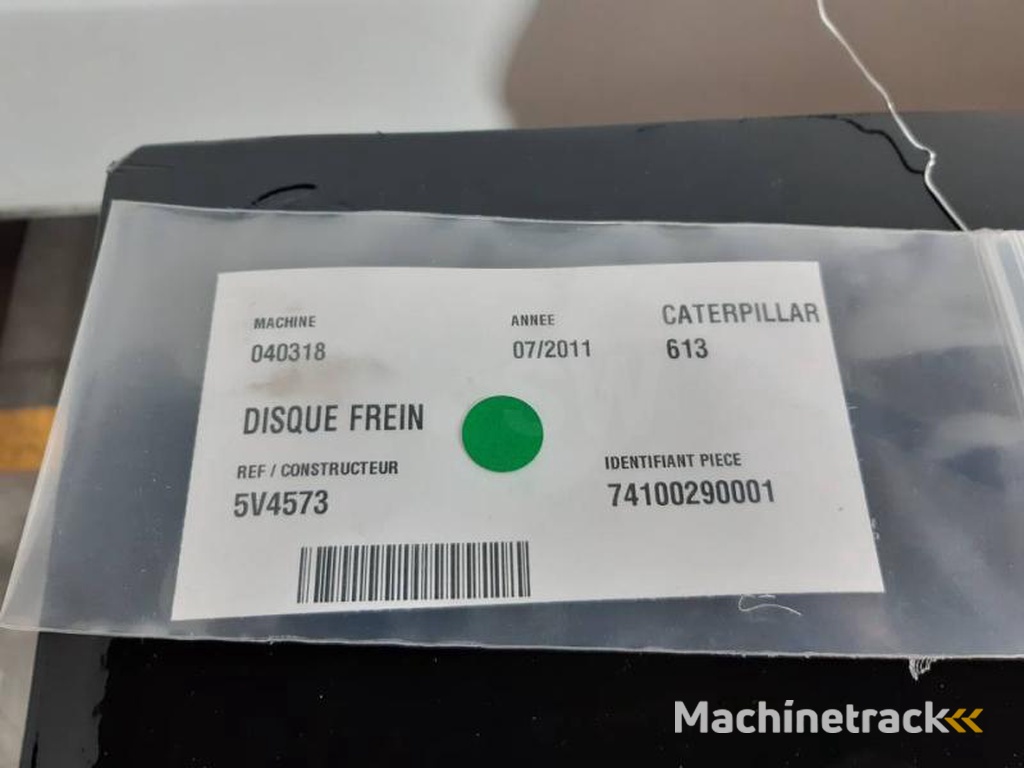 MACHINE
040318
ANNEE
07/2011
CATERPILLAR
613
DISQUE FREIN
REF / CONSTRUCTEUR
5V4573
IDENTIFIANT PIECE
74100290001
Machinetrack